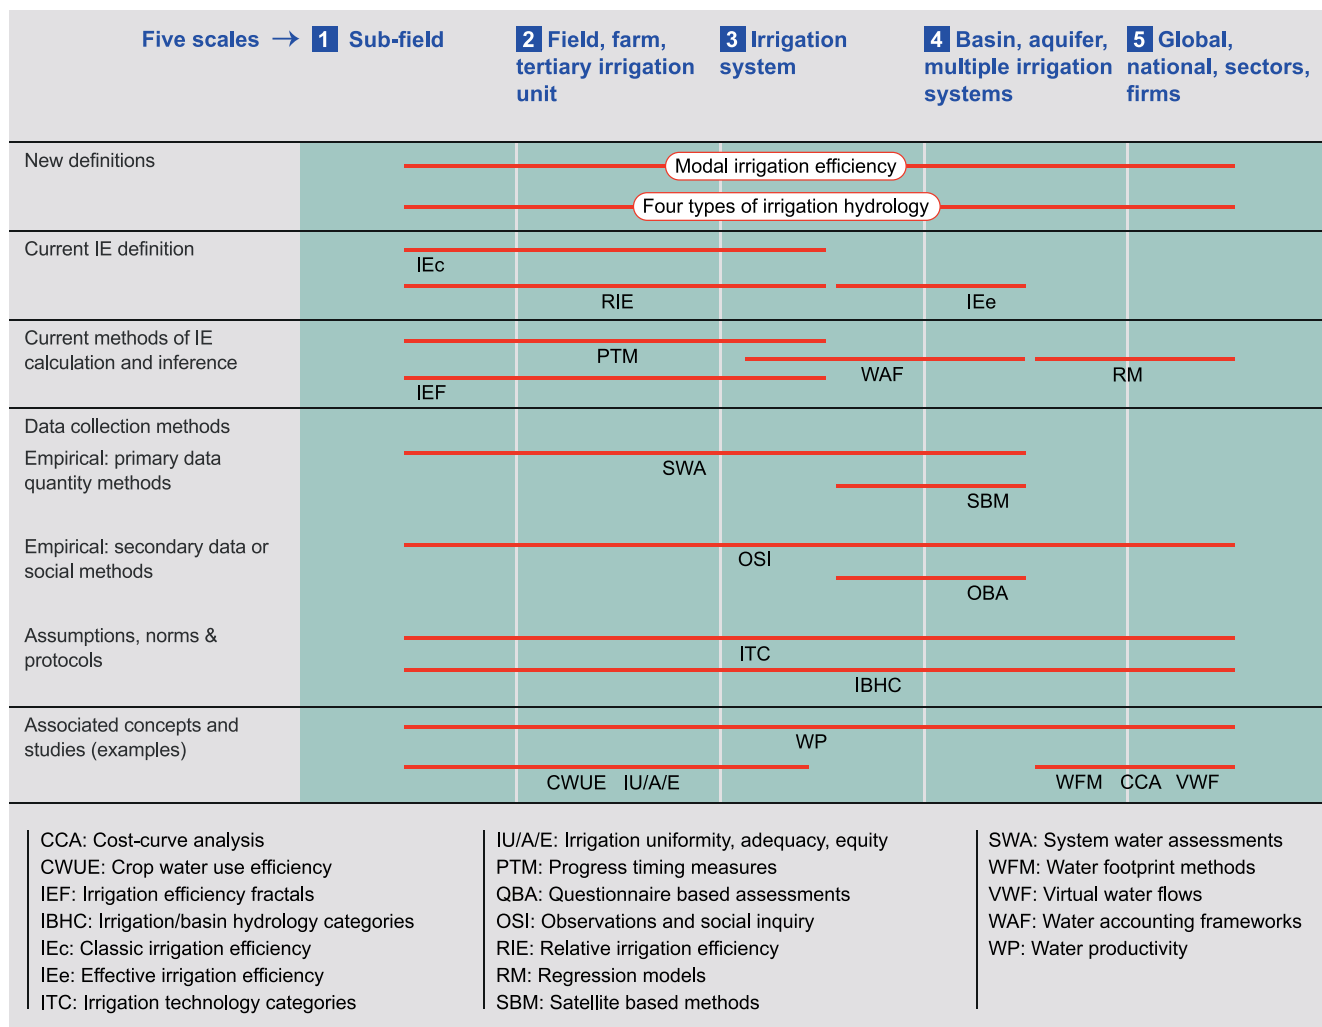 Five scales → 1 Sub-field
2 Field, farm,
tertiary irrigation
unit
3 Irrigation
system
4 Basin, aquifer,
multiple irrigation
systems
5 Global,
national, sectors,
firms
New definitions
Modal irrigation efficiency
Four types of irrigation hydrology
Current IE definition
IEc
RIE
IEe
Current methods of IE
calculation and inference
PTM
WAF
RM
IEF
Data collection methods
Empirical: primary data
quantity methods
SWA
SBM
Empirical: secondary data or
social methods
OSI
OBA
Assumptions, norms &
protocols
ITC
IBHC
Associated concepts and
studies (examples)
WP
CWUE IU/A/E WFM CCA VWF
CCA: Cost-curve analysis
CWUE: Crop water use efficiency
IEF: Irrigation efficiency fractals
IBHC: Irrigation/basin hydrology categories
IEc: Classic irrigation efficiency
IEe: Effective irrigation efficiency
ITC: Irrigation technology categories
IU/A/E: Irrigation uniformity, adequacy, equity
PTM: Progress timing measures
QBA: Questionnaire based assessments
OSI: Observations and social inquiry
RIE: Relative irrigation efficiency
RM: Regression models
SBM: Satellite based methods
SWA: System water assessments
WFM: Water footprint methods
VWF: Virtual water flows
WAF: Water accounting frameworks
WP: Water productivity